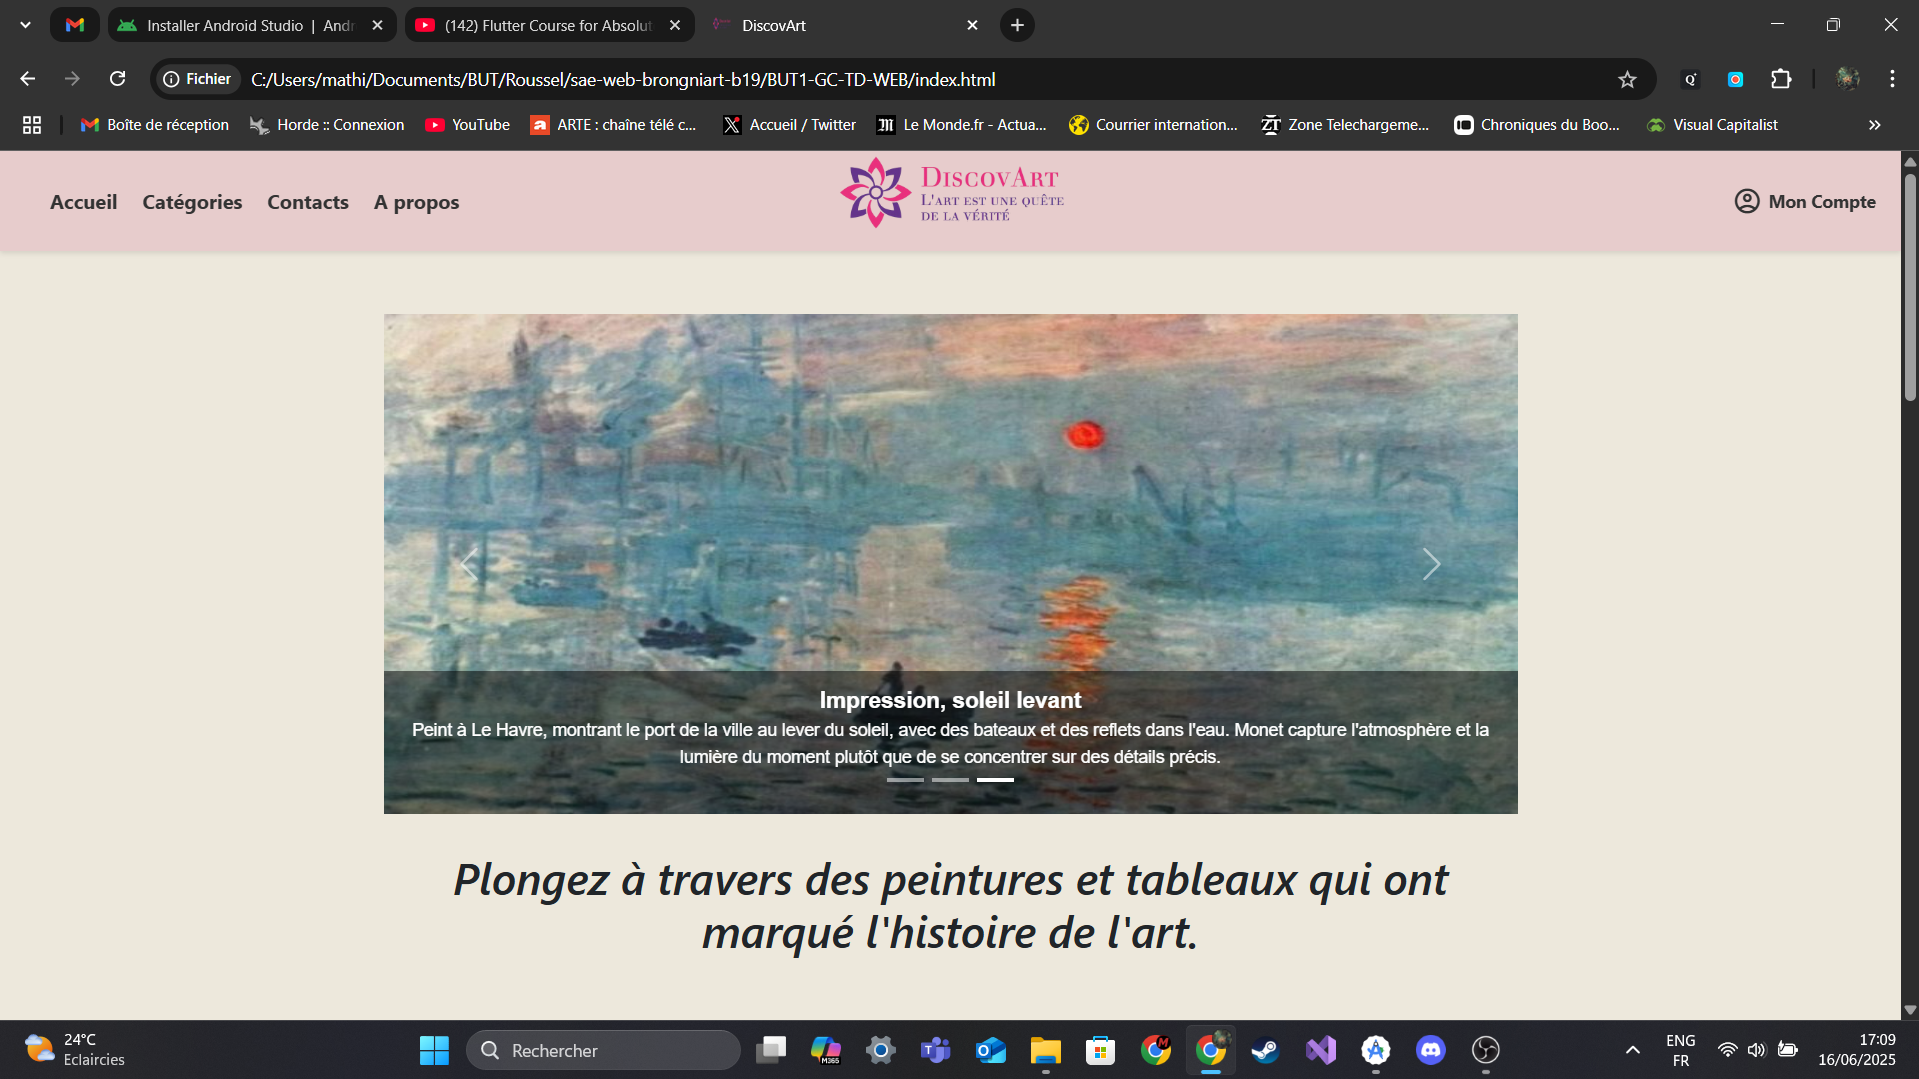 Installer Android Studio | Andr
(142) Flutter Course for Absolut
DiscovArt
Fichier
C:/Users/mathi/Documents/BUT/Roussel/sae-web-brongniart-b19/BUT1-GC-TD-WEB/index.html
Boîte de réception
Horde :: Connexion
YouTube
ARTE : chaîne télé c...
Accueil / Twitter
Le Monde.fr - Actua...
Courrier internation...
Zone Telechargeme...
Chroniques du Boo...
Visual Capitalist
Accueil
Catégories
Contacts
A propos
DiscovArt
L'art est une quête
de la vérité
Mon Compte
Impression, soleil levant
Peint à Le Havre, montrant le port de la ville au lever du soleil, avec des bateaux et des reflets dans l'eau. Monet capture l'atmosphère et la
lumière du moment plutôt que de se concentrer sur des détails précis.
Plongez à travers des peintures et tableaux qui ont
marqué l'histoire de l'art.
24°C
Eclaircies
Rechercher
M365
ENG
FR
17:09
16/06/2025